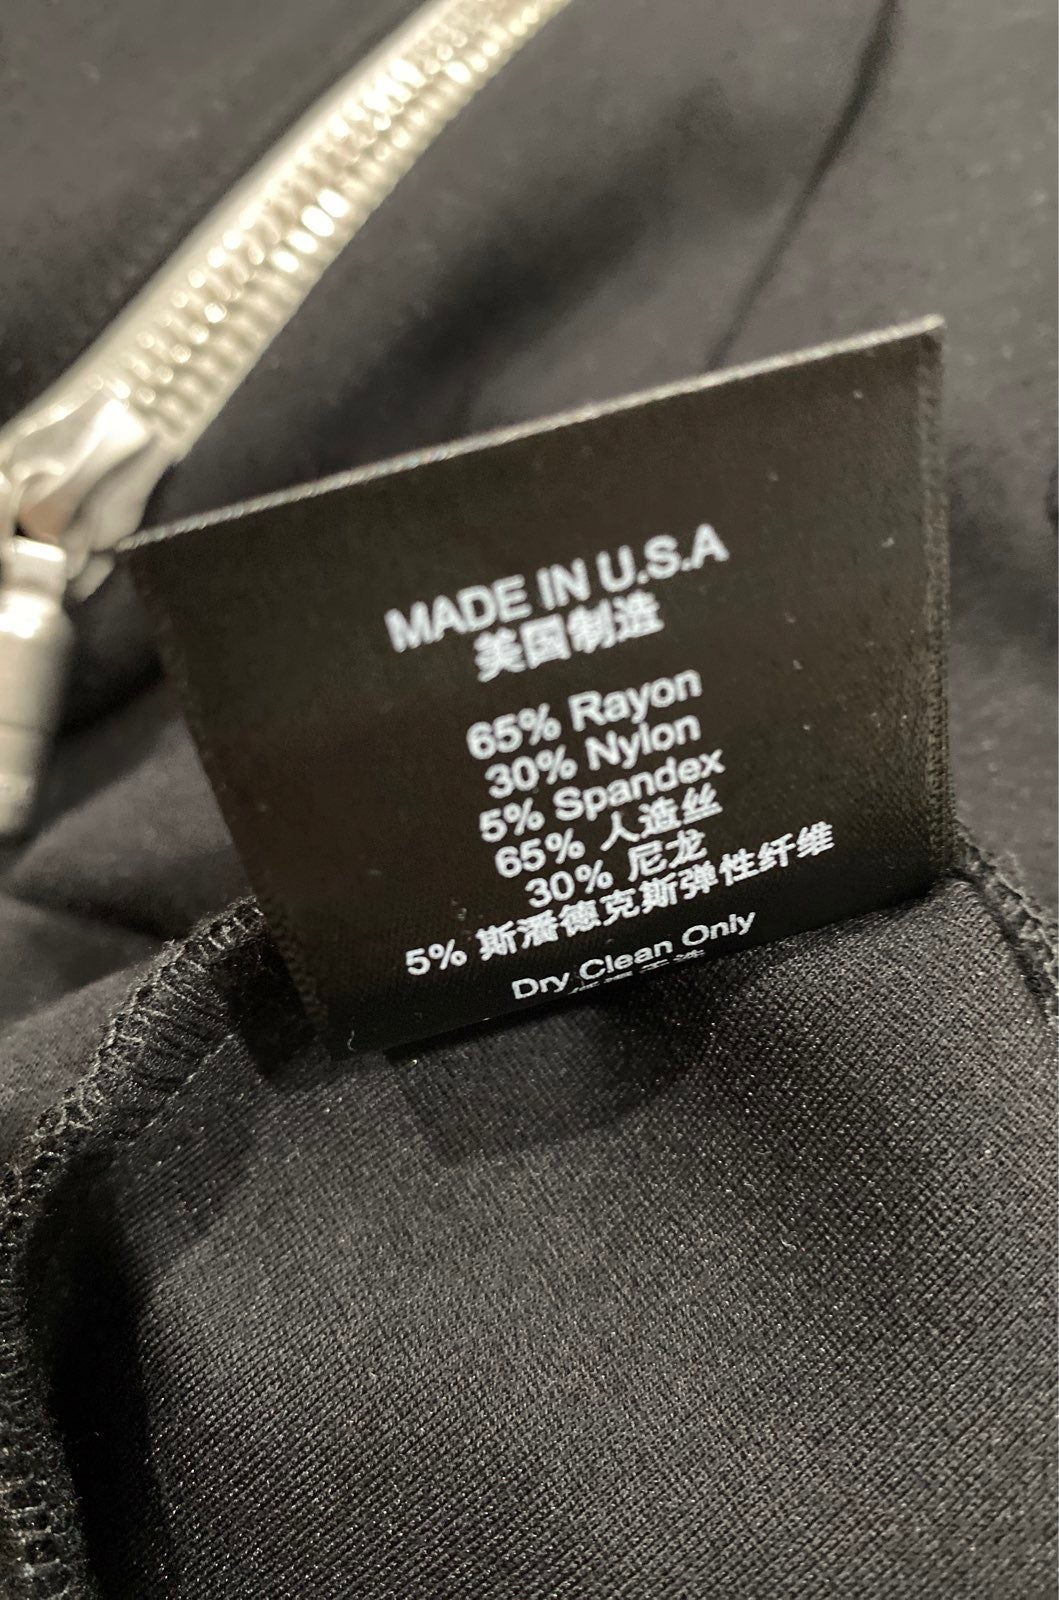 MADE IN U.S.A
美国制造
65% Rayon
30% Nylon
5% Spandex
65% 人造丝
30% 尼龙
5% 斯潘德克斯弹性纤维
Dry Clean Only